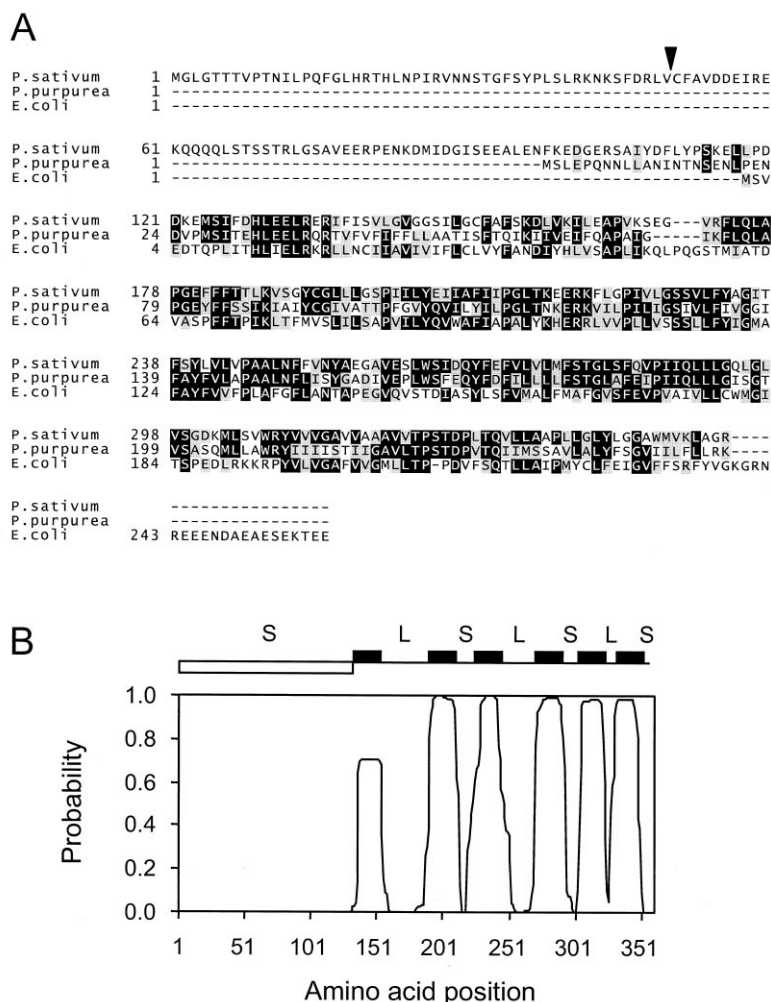 A
P.sativum 1 MGLGTTTVPTNILPQFGLHRTHLNPIRVNNSTGFSYPLSLRKNKSFDRLVCFAVDDEIRE
P.purpurea 1 ------------------------------------------------------------
E.coli 1 ------------------------------------------------------------
P.sativum 61 KQQQQLSTSSTRLGSAVEERPENKDMIDGISEEALENFKEDGERSAIYDFLYPSKELLPD
P.purpurea 1 -------------------------------------MSLEPQNNLLANINTNSENLPEN
E.coli 1 ---------------------------------------------------------MSV
P.sativum 121 DKEMSIFDHLEELRERIFISVLGVGGSILGCFAFSKDLVKILEAPVKSEG---VRFLQLA
P.purpurea 24 DVPMSITEHLEELRQRTVFVFIFFLLAATISFTQIKIIVEIFQAPAIG-----IKFLQLA
E.coli 4 EDTQPLITHLIELRKRLLNCIIAVIVIFLCLVYFANDIYHLVSAPLIKQLPQGSTMIATD
P.sativum 178 PGEFFFTTLKVSGYCGLLLGSPIILYEIIAFIIPGLTKEERKFLGPIVLGSSVLFYAGIT
P.purpurea 79 PGEYFFSSIKIAIYCGIVATTPFGVYQVILYILPGLTNKERKVILPILIGSIVLFIVGGI
E.coli 64 VASPFFTPIKLTFMVSLILSAPVILYQVWAFIAPALYKHERRLVVPLLVSSSLLFYIGMA
P.sativum 238 FSYLVLVPAALNFFVNYAEGAVESLWSIDQYFEFVLVLMFSTGLSFQVPIIQLLLGQLGL
P.purpurea 139 FAYFVLAPAALNFLISYGADIVEPLWSFEQYFDFILLLLFSTGLAFEIPIIQLLLGISGT
E.coli 124 FAYFVVFPLAFGFLANTAPEGVQVSTDIASYLSFVMALFMAFGVSFEVPVAIVLLCWMGI
P.sativum 298 VSGDKMLSVWRYVVVGAVVAAAVVTPSTDPLTQVLLAAPLLGLYLGGAWMVKLAGR----
P.purpurea 199 VSASQMLLAWRYIIIISTIIGAVLTPSTDPVTQIIMSSAVLALYFSGVIILFLLRK----
E.coli 184 TSPEDLRKKRPYVLVGAFVVGMLLTP-PDVFSQTLLAIPMYCLFEIGVFFSRFYVGKGRN
P.sativum ----------------
P.purpurea ----------------
E.coli 243 REEENDAEAESEKTEE
B
S L S L S L S
1.0
0.8
0.6
0.4
0.2
0.0
Probability
1 51 101 151 201 251 301 351
Amino acid position